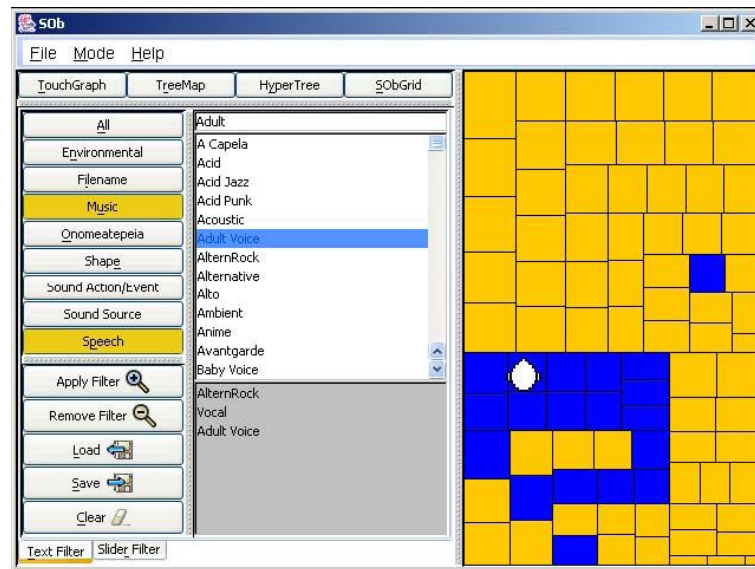 SOb
File Mode Help
TouchGraph TreeMap HyperTree SObGrid
All
Environmental
Filename
Music
Onomeatepeia
Shape
Sound Action/Event
Sound Source
Speech
Apply Filter
Remove Filter
Load
Save
Clear
Adult
A Capela
Acid
Acid Jazz
Acid Punk
Acoustic
Adult Voice
AlternRock
Alternative
Alto
Ambient
Anime
Avantgarde
Baby Voice
AlternRock
Vocal
Adult Voice
Text Filter Slider Filter